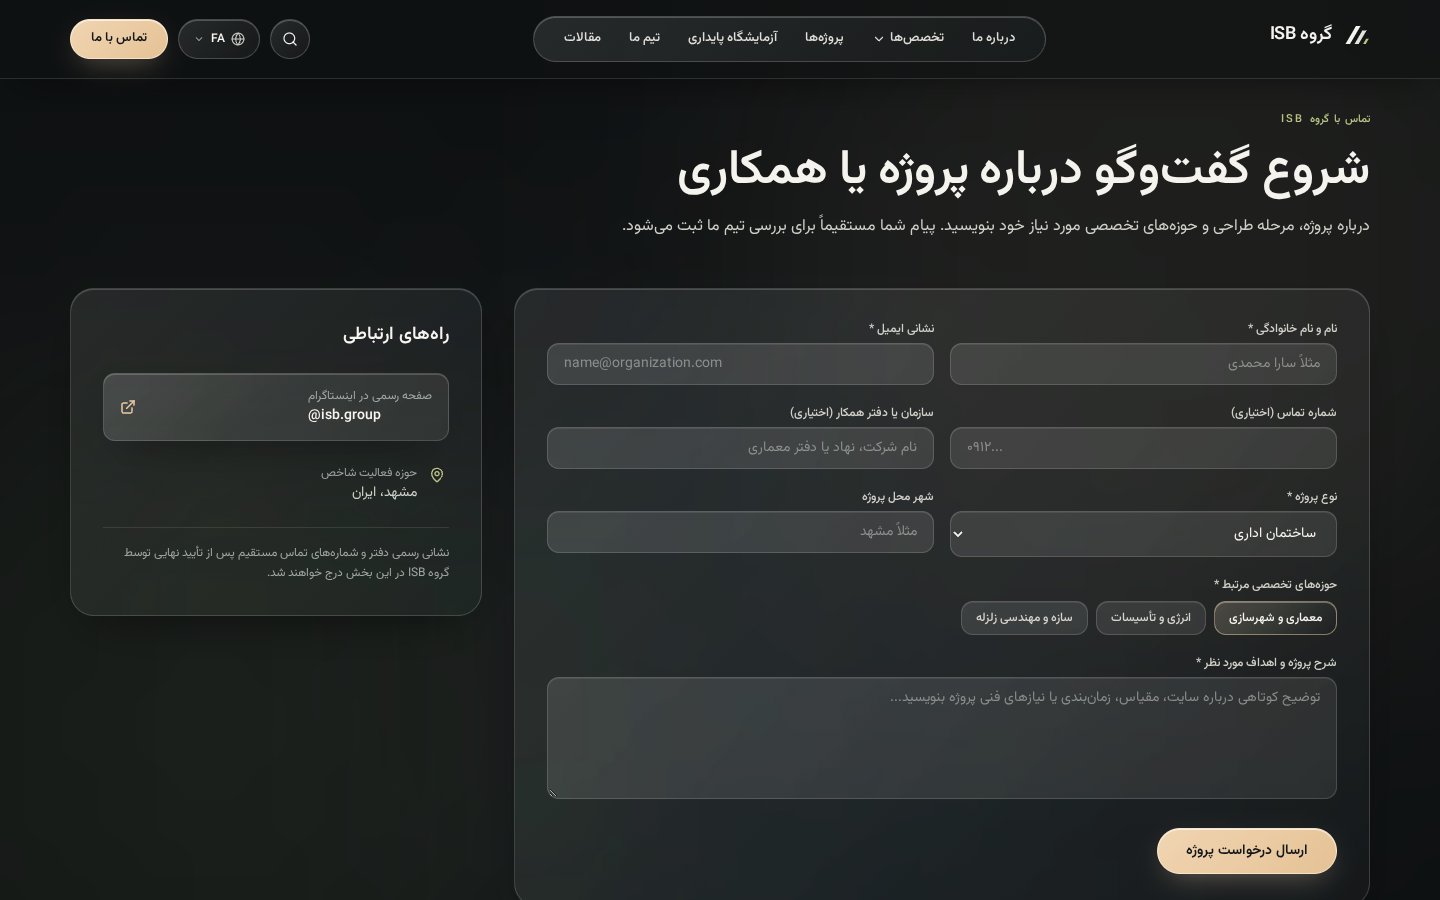 گروه ISB
درباره ما
تخصص‌ها
پروژه‌ها
آزمایشگاه پایداری
تیم ما
مقالات
FA
تماس با ما
تماس با گروه ISB
شروع گفت‌وگو درباره پروژه یا همکاری
درباره پروژه، مرحله طراحی و حوزه‌های تخصصی مورد نیاز خود بنویسید. پیام شما مستقیماً برای بررسی تیم ما ثبت می‌شود.
نام و نام خانوادگی *
مثلاً سارا محمدی
نشانی ایمیل *
name@organization.com
شماره تماس (اختیاری)
۰۹۱۲...
سازمان یا دفتر همکار (اختیاری)
نام شرکت، نهاد یا دفتر معماری
نوع پروژه *
ساختمان اداری
شهر محل پروژه
مثلاً مشهد
حوزه‌های تخصصی مرتبط *
معماری و شهرسازی
انرژی و تأسیسات
سازه و مهندسی زلزله
شرح پروژه و اهداف مورد نظر *
توضیح کوتاهی درباره سایت، مقیاس، زمان‌بندی یا نیازهای فنی پروژه بنویسید...
ارسال درخواست پروژه
راه‌های ارتباطی
صفحه رسمی در اینستاگرام
@isb.group
حوزه فعالیت شاخص
مشهد، ایران
نشانی رسمی دفتر و شماره‌های تماس مستقیم پس از تأیید نهایی توسط
گروه ISB در این بخش درج خواهند شد.